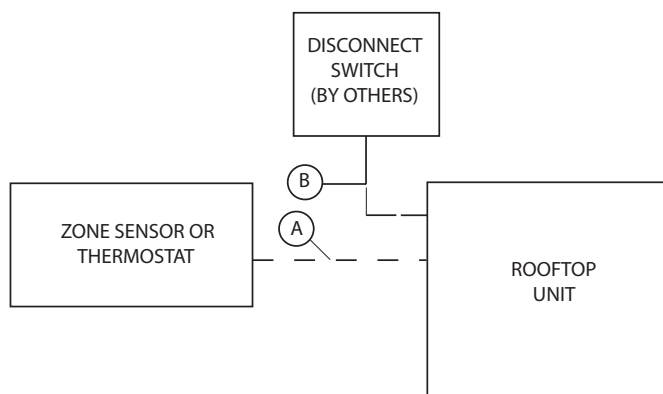 DISCONNECT
SWITCH
(BY OTHERS)
B
A
ZONE SENSOR OR
THERMOSTAT
ROOFTOP
UNIT